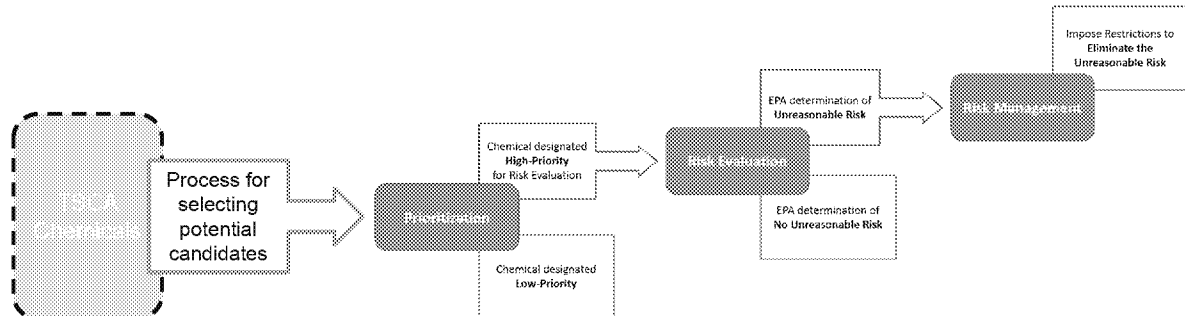 TSCA
Chemicals
Process for
selecting
potential
candidates
Prioritization
Chemical designated
High-Priority
for Risk Evaluation
Chemical designated
Low-Priority
Risk Evaluation
EPA determination of
Unreasonable Risk
EPA determination of
No Unreasonable Risk
Risk Management
Impose Restrictions to
Eliminate the
Unreasonable Risk